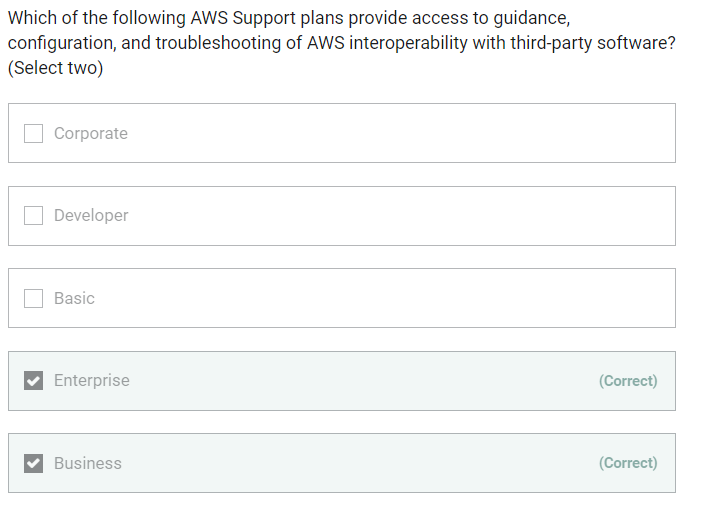 Which of the following AWS Support plans provide access to guidance,
configuration, and troubleshooting of AWS interoperability with third-party software?
(Select two)
Corporate
Developer
Basic
Enterprise (Correct)
Business (Correct)